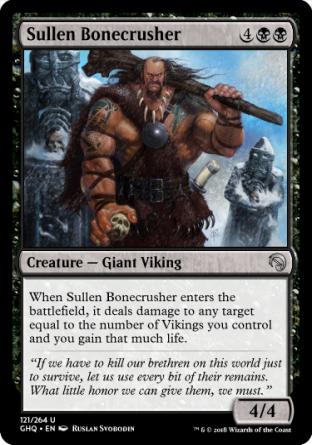 Sullen Bonecrusher 4
Creature — Giant Viking
When Sullen Bonecrusher enters the
battlefield, it deals damage to any target
equal to the number of Vikings you control
and you gain that much life.
“If we have to kill our brethren on this world just
to survive, let us use every bit of their remains.
What little honor we can give them, we must.”
4/4
121/264 U
GHQ • EN Ruslan Svobodin
™ & © 2018 Wizards of the Coast